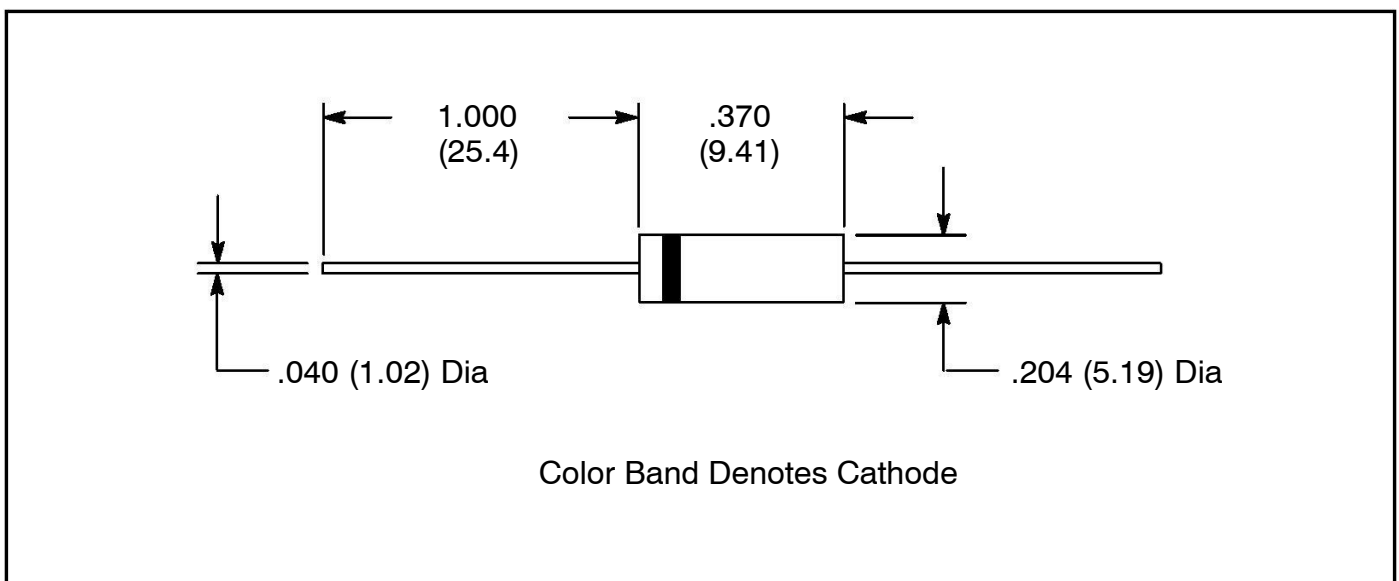 1.000
(25.4)
.370
(9.41)
.040 (1.02) Dia
.204 (5.19) Dia
Color Band Denotes Cathode